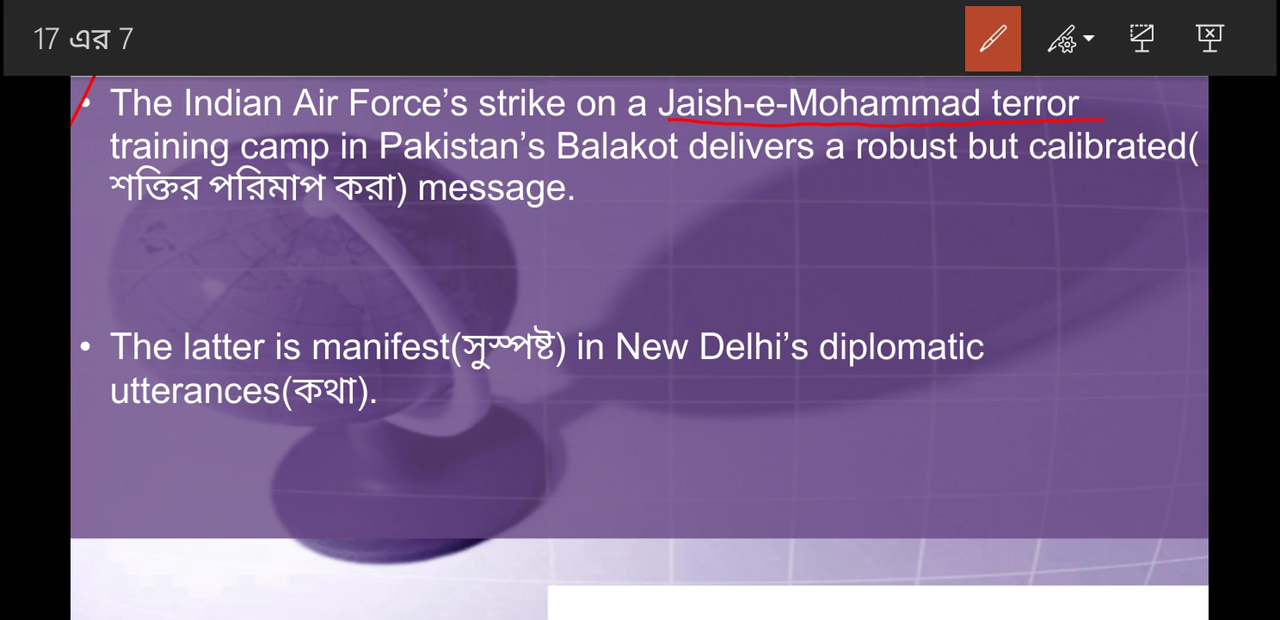 17 এর 7
• The Indian Air Force’s strike on a Jaish-e-Mohammad terror
training camp in Pakistan’s Balakot delivers a robust but calibrated(
শক্তির পরিমাপ করা) message.
• The latter is manifest(সুস্পষ্ট) in New Delhi’s diplomatic
utterances(কথা).